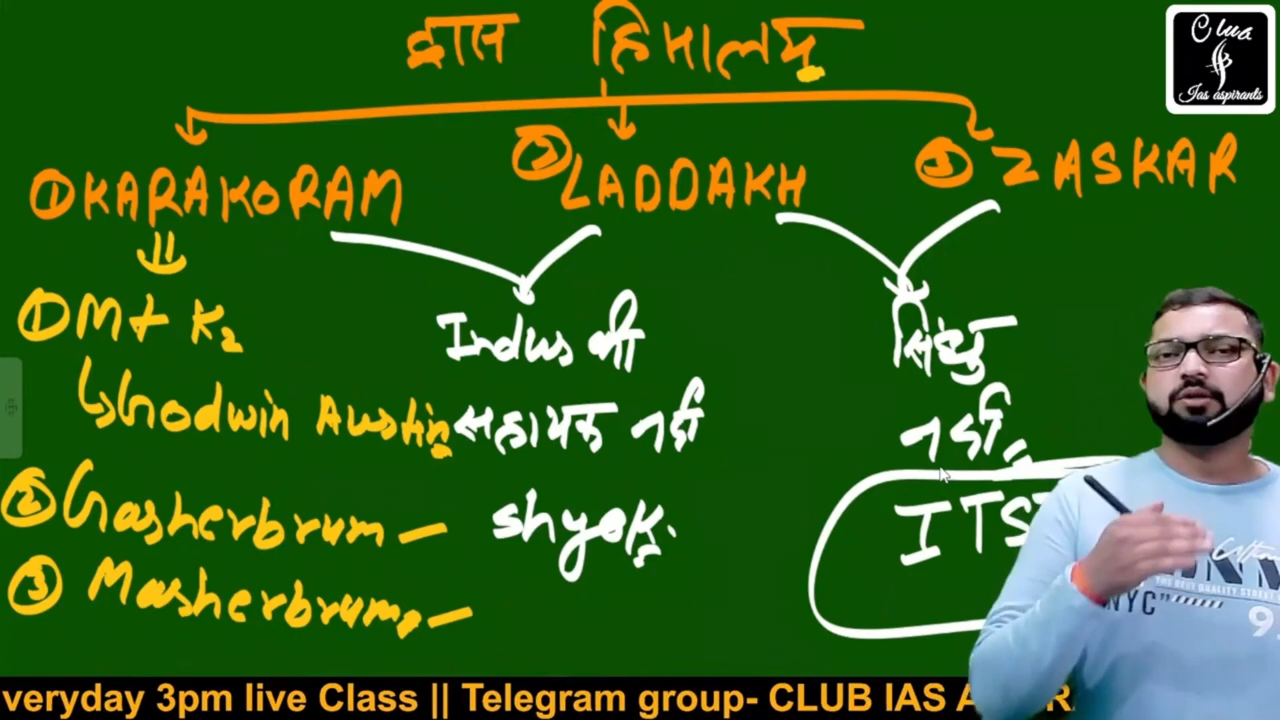 ट्रांस हिमालय
① KARAKORAM
② LADDAKH
③ ZASKAR
① Mt K2
↳ Godwin Austin
② Gasherbrum –
③ Masherbrum –
Indus की
सहायक नदी
shyok.
सिंधु
नदी
ITS
Club
Ias aspirants
NYC
veryday 3pm live Class || Telegram group- CLUB IAS A